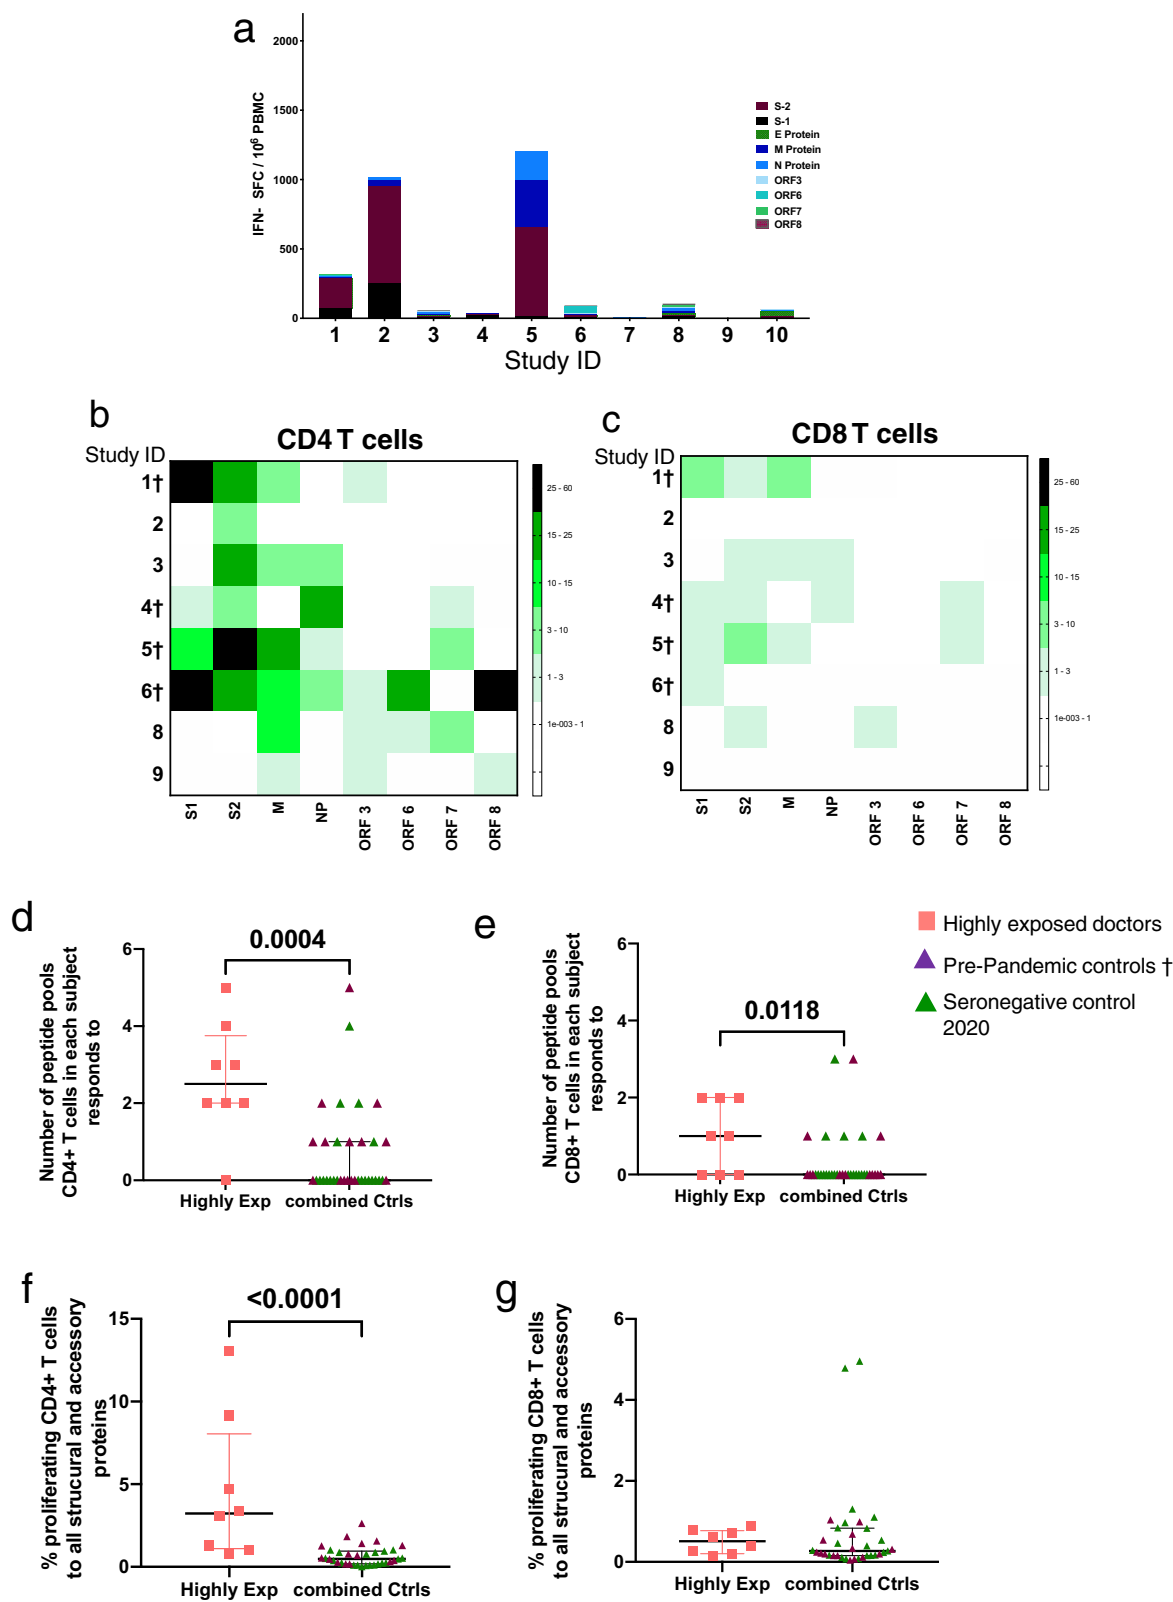 a
2000
1500
1000
500
0
IFN- SFC / 10⁶ PBMC
S-2
S-1
E Protein
M Protein
N Protein
ORF3
ORF6
ORF7
ORF8
1 2 3 4 5 6 7 8 9 10
Study ID
b
CD4 T cells
Study ID
1†
2
3
4†
5†
6†
8
9
S1 S2 M NP ORF 3 ORF 6 ORF 7 ORF 8
25 - 60
15 - 25
10 - 15
3 - 10
1 - 3
1e-003 - 1
c
CD8 T cells
Study ID
1†
2
3
4†
5†
6†
8
9
S1 S2 M NP ORF 3 ORF 6 ORF 7 ORF 8
25 - 60
15 - 25
10 - 15
3 - 10
1 - 3
1e-003 - 1
d
Number of peptide pools
CD4+ T cells in each subject
responds to
6
4
2
0
0.0004
Highly Exp combined Ctrls
e
Number of peptide pools
CD8+ T cells in each subject
responds to
6
4
2
0
0.0118
Highly Exp combined Ctrls
Highly exposed doctors
Pre-Pandemic controls †
Seronegative control
2020
f
% proliferating CD4+ T cells
to all strucural and accessory
proteins
15
10
5
0
<0.0001
Highly Exp combined Ctrls
g
% proliferating CD8+ T cells
to all strucural and accessory
proteins
6
4
2
0
Highly Exp combined Ctrls